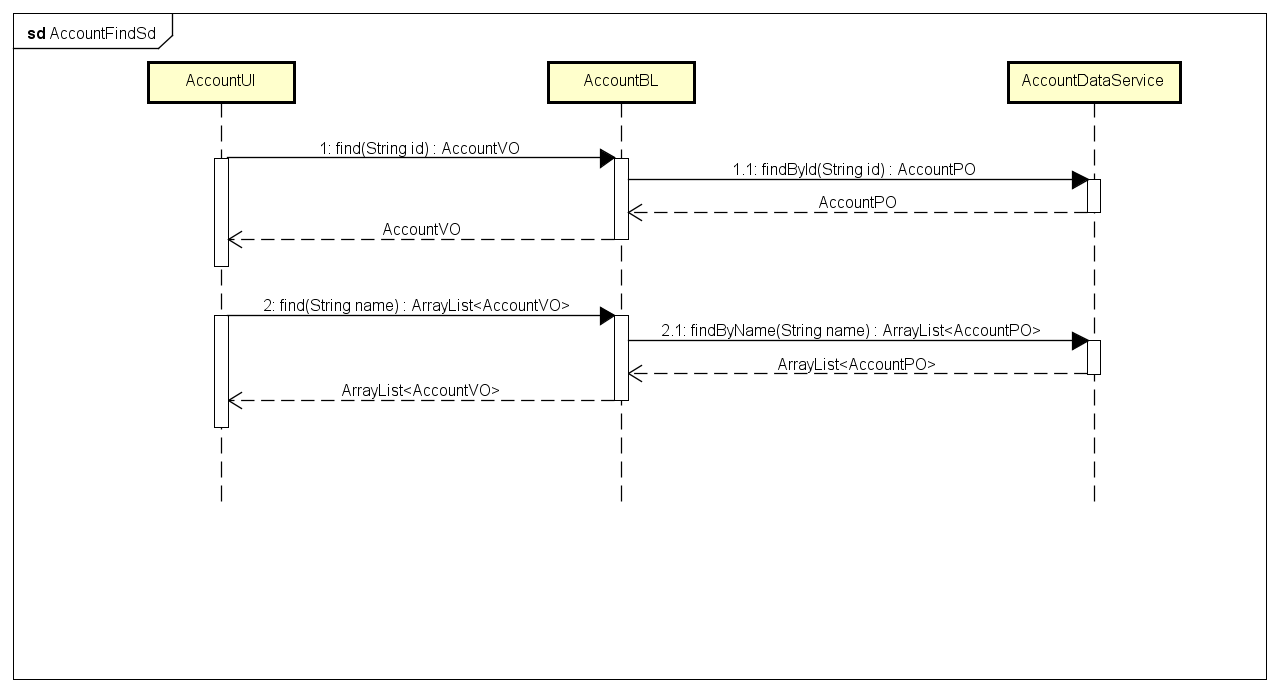 sd AccountFindSd
AccountUI
AccountBL
AccountDataService
1: find(String id) : AccountVO
1.1: findById(String id) : AccountPO
AccountPO
AccountVO
2: find(String name) : ArrayList<AccountVO>
2.1: findByName(String name) : ArrayList<AccountPO>
ArrayList<AccountPO>
ArrayList<AccountVO>